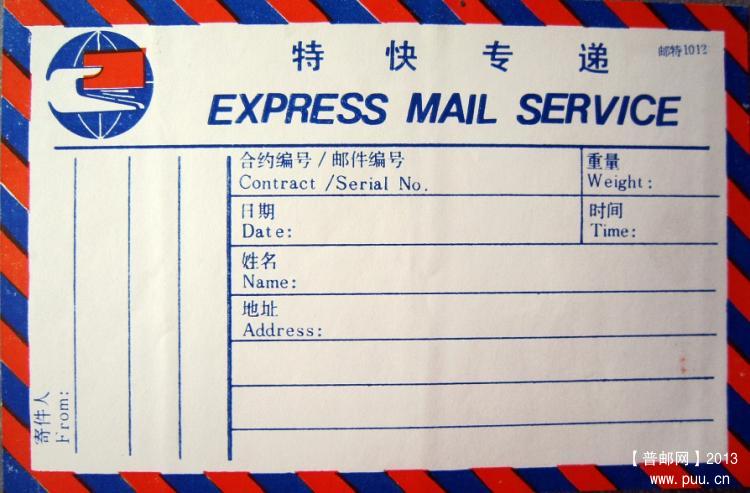 特快专递
邮特1012
EXPRESS MAIL SERVICE
合约编号/邮件编号
Contract /Serial No.
重量
Weight:
日期
Date:
时间
Time:
姓名
Name:
地址
Address:
寄件人
From:
【普邮网】2013
www.puu.cn